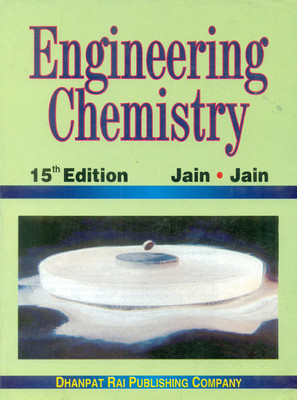 Engineering
Chemistry
15th Edition Jain • Jain
DHANPAT RAI PUBLISHING COMPANY